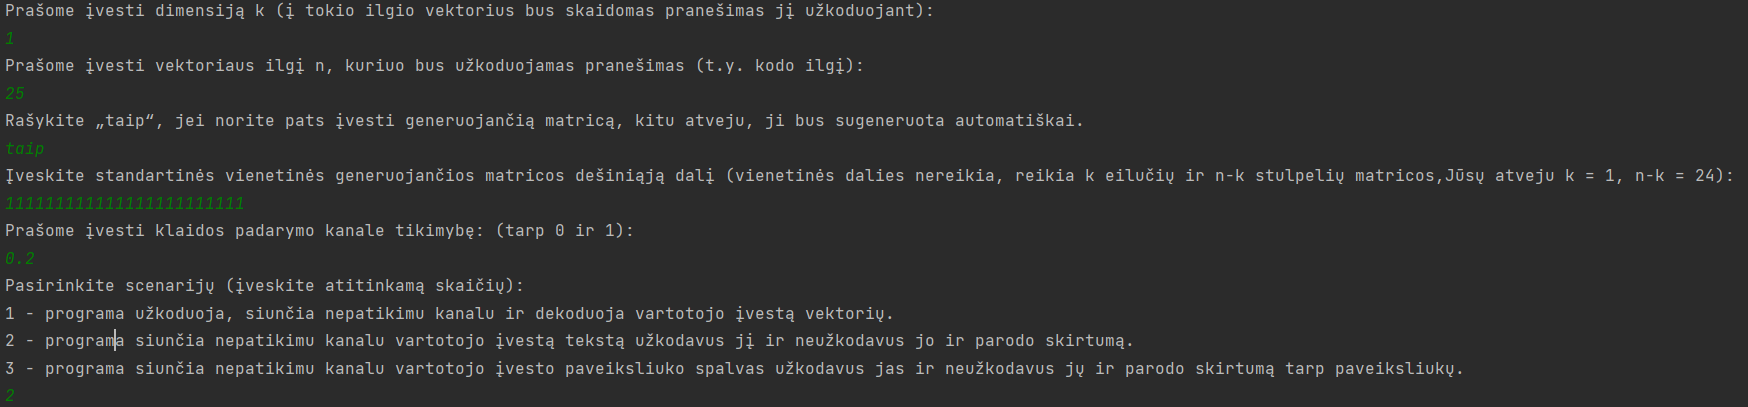 Prašome įvesti dimensiją k (į tokio ilgio vektorius bus skaidomas pranešimas jį užkoduojant):
1
Prašome įvesti vektoriaus ilgį n, kuriuo bus užkoduojamas pranešimas (t.y. kodo ilgį):
25
Rašykite „taip“, jei norite pats įvesti generuojančią matricą, kitu atveju, ji bus sugeneruota automatiškai.
taip
Įveskite standartinės vienetinės generuojančios matricos dešiniąją dalį (vienetinės dalies nereikia, reikia k eilučių ir n-k stulpelių matricos,Jūsų atveju k = 1, n-k = 24):
111111111111111111111111
Prašome įvesti klaidos padarymo kanale tikimybę: (tarp 0 ir 1):
0.2
Pasirinkite scenarijų (įveskite atitinkamą skaičių):
1 - programa užkoduoja, siunčia nepatikimu kanalu ir dekoduoja vartotojo įvestą vektorių.
2 - programa siunčia nepatikimu kanalu vartotojo įvestą tekstą užkodavus jį ir neužkodavus jo ir parodo skirtumą.
3 - programa siunčia nepatikimu kanalu vartotojo įvesto paveiksliuko spalvas užkodavus jas ir neužkodavus jų ir parodo skirtumą tarp paveiksliukų.
2